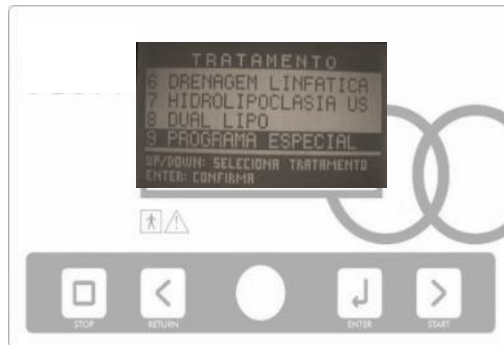 TRATAMENTO
6 DRENAGEM LINFATICA
7 HIDROLIPOCLASIA US
8 DUAL LIPO
9 PROGRAMA ESPECIAL
UP/DOWN: SELECIONA TRATAMENTO
ENTER: CONFIRMA
STOP
RETURN
ENTER
START